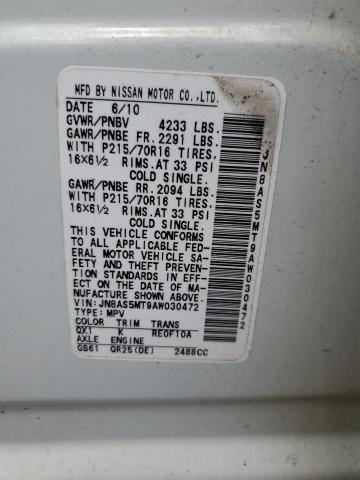 MFD BY NISSAN MOTOR CO.,LTD.
DATE 6/10
GVWR/PNBV 4233 LBS.
GAWR/PNBE FR. 2291 LBS.
WITH P215/70R16 TIRES,
16X6½ RIMS.AT 33 PSI
COLD SINGLE.
GAWR/PNBE RR. 2094 LBS.
WITH P215/70R16 TIRES,
16X6½ RIMS.AT 33 PSI
COLD SINGLE.
THIS VEHICLE CONFORMS
TO ALL APPLICABLE FED-
ERAL MOTOR VEHICLE SA-
FETY AND THEFT PREVEN-
TION STANDARDS IN EFF-
ECT ON THE DATE OF MA-
NUFACTURE SHOWN ABOVE.
VIN:JN8AS5MT9AW030472
TYPE: MPV
COLOR TRIM TRANS
QX1 K RE0F10A
AXLE ENGINE
GB61 QR25(DE) 2488CC
JN8AS5MT9AW030472